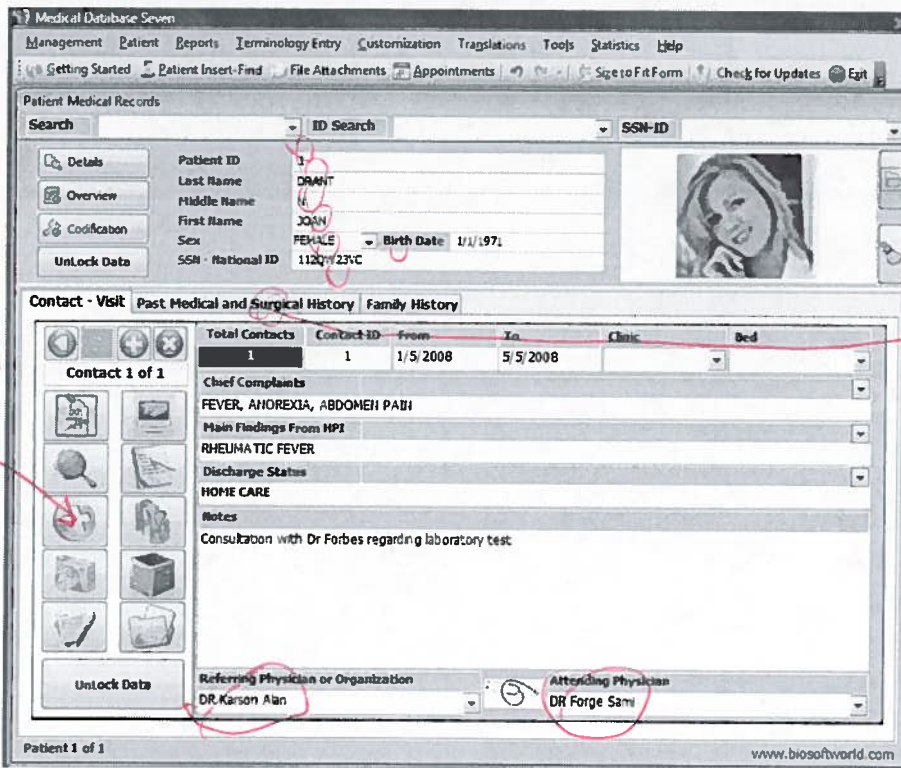 Medical Database Seven
Management Patient Reports Terminology Entry Customization Translations Tools Statistics Help
Getting Started Patient Insert-Find File Attachments Appointments Size to Fit Form Check for Updates Exit
Patient Medical Records
Search ID Search SSN-ID
Details
Overview
Codification
UnLock Data
Patient ID 1
Last Name DRANT
Middle Name N
First Name JOAN
Sex FEMALE Birth Date 1/1/1971
SSN - National ID 112QW23VC
Contact - Visit Past Medical and Surgical History Family History
Contact 1 of 1
Total Contacts Contact ID From To Clinic Bed
1 1 1/5/2008 5/5/2008
Chief Complaints
FEVER, ANOREXIA, ABDOMEN PAIN
Main Findings From HPI
RHEUMATIC FEVER
Discharge Status
HOME CARE
Notes
Consultation with Dr Forbes regarding laboratory test
UnLock Data
Referring Physician or Organization Attending Physician
DR Karson Alan 3 DR Forge Sami
Patient 1 of 1 www.biosoftworld.com